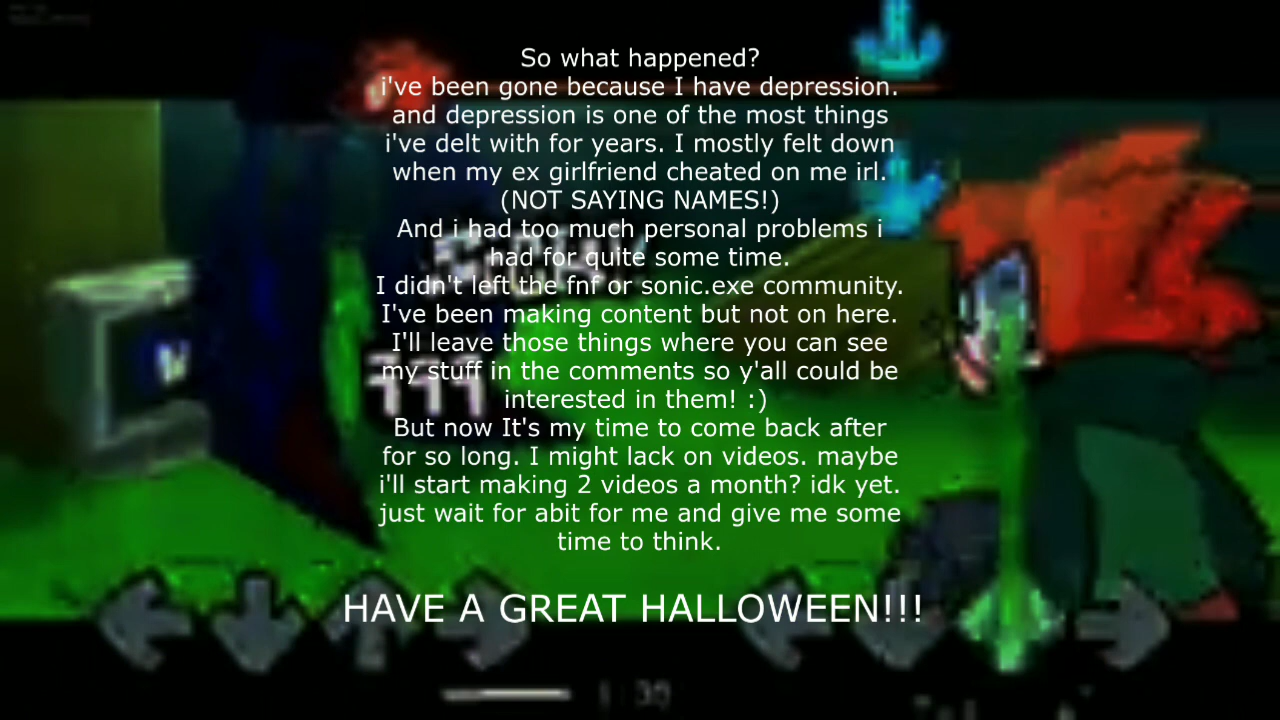 So what happened?
i've been gone because I have depression.
and depression is one of the most things
i've delt with for years. I mostly felt down
when my ex girlfriend cheated on me irl.
(NOT SAYING NAMES!)
And i had too much personal problems i
had for quite some time.
I didn't left the fnf or sonic.exe community.
I've been making content but not on here.
I'll leave those things where you can see
my stuff in the comments so y'all could be
interested in them! :)
But now It's my time to come back after
for so long. I might lack on videos. maybe
i'll start making 2 videos a month? idk yet.
just wait for abit for me and give me some
time to think.
HAVE A GREAT HALLOWEEN!!!